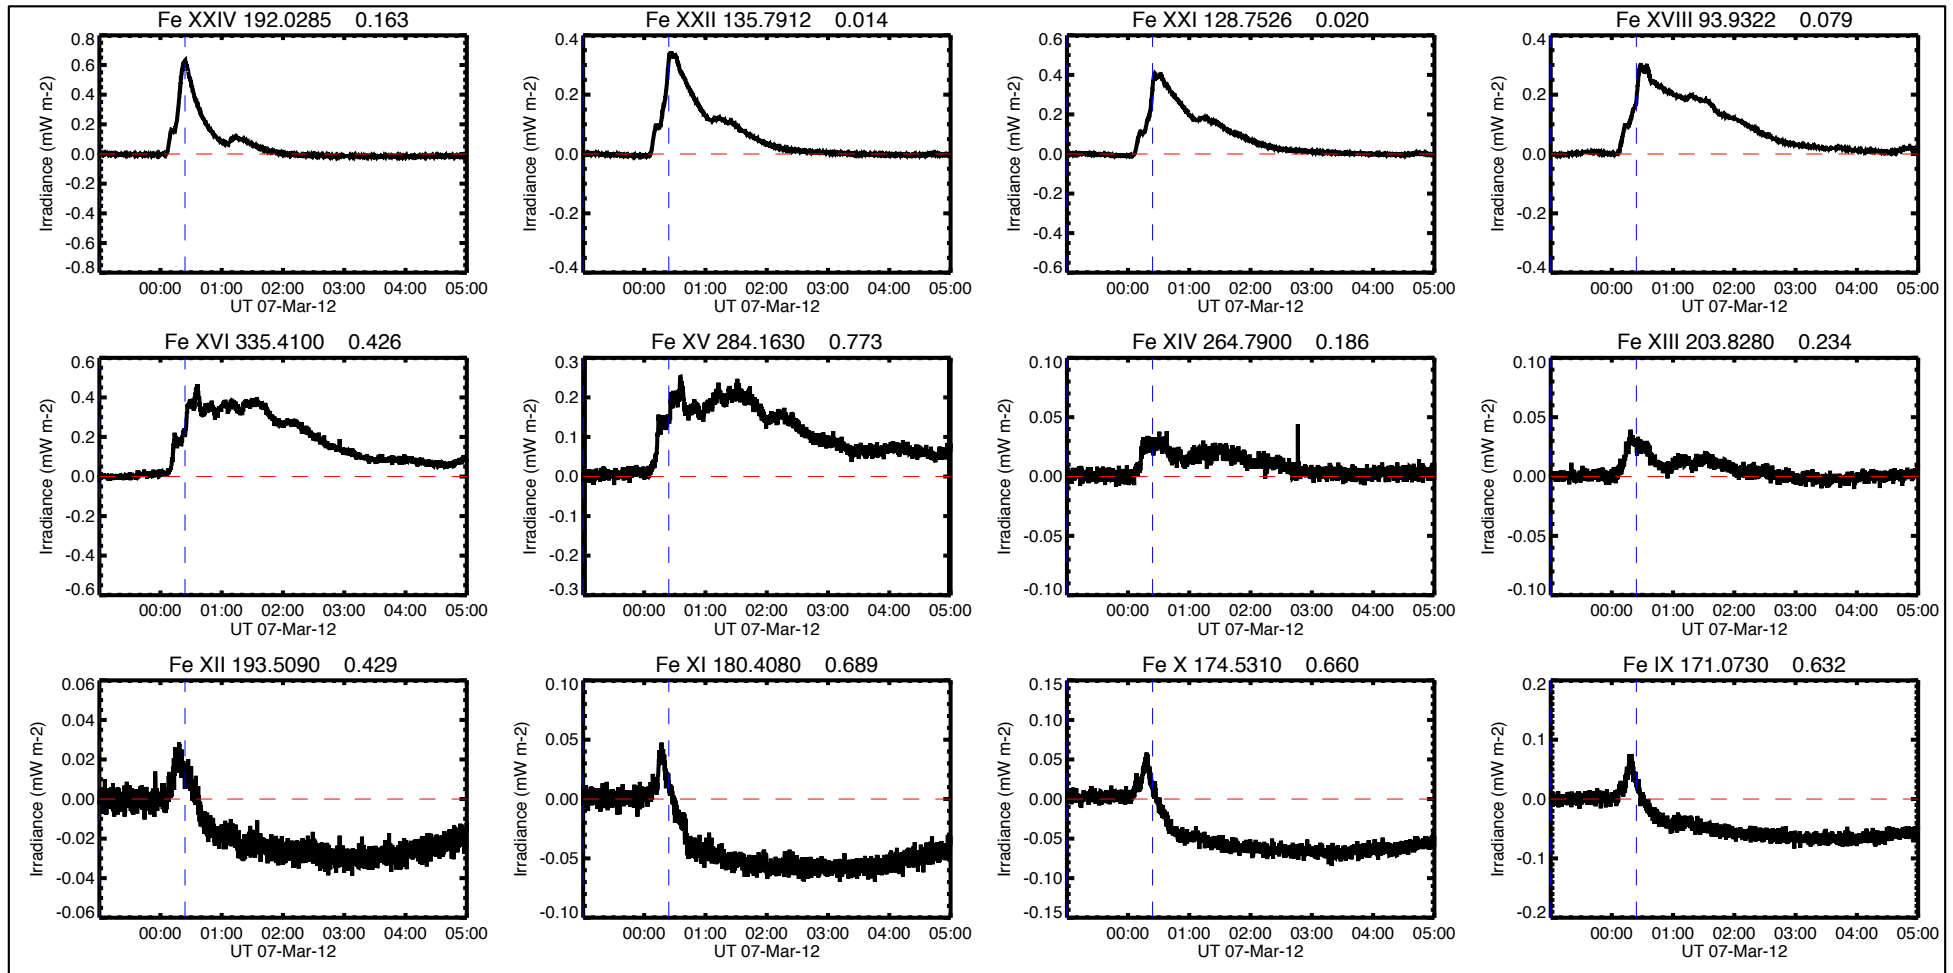 Fe XXIV 192.0285 0.163
Irradiance (mW m-2)
0.8
0.6
0.4
0.2
0.0
-0.2
-0.4
-0.6
-0.8
00:00 01:00 02:00 03:00 04:00 05:00
UT 07-Mar-12
Fe XXII 135.7912 0.014
Irradiance (mW m-2)
0.4
0.2
0.0
-0.2
-0.4
00:00 01:00 02:00 03:00 04:00 05:00
UT 07-Mar-12
Fe XXI 128.7526 0.020
Irradiance (mW m-2)
0.6
0.4
0.2
0.0
-0.2
-0.4
-0.6
00:00 01:00 02:00 03:00 04:00 05:00
UT 07-Mar-12
Fe XVIII 93.9322 0.079
Irradiance (mW m-2)
0.4
0.2
0.0
-0.2
-0.4
00:00 01:00 02:00 03:00 04:00 05:00
UT 07-Mar-12
Fe XVI 335.4100 0.426
Irradiance (mW m-2)
0.6
0.4
0.2
0.0
-0.2
-0.4
-0.6
00:00 01:00 02:00 03:00 04:00 05:00
UT 07-Mar-12
Fe XV 284.1630 0.773
Irradiance (mW m-2)
0.3
0.2
0.1
0.0
-0.1
-0.2
-0.3
00:00 01:00 02:00 03:00 04:00 05:00
UT 07-Mar-12
Fe XIV 264.7900 0.186
Irradiance (mW m-2)
0.10
0.05
0.00
-0.05
-0.10
00:00 01:00 02:00 03:00 04:00 05:00
UT 07-Mar-12
Fe XIII 203.8280 0.234
Irradiance (mW m-2)
0.10
0.05
0.00
-0.05
-0.10
00:00 01:00 02:00 03:00 04:00 05:00
UT 07-Mar-12
Fe XII 193.5090 0.429
Irradiance (mW m-2)
0.06
0.04
0.02
0.00
-0.02
-0.04
-0.06
00:00 01:00 02:00 03:00 04:00 05:00
UT 07-Mar-12
Fe XI 180.4080 0.689
Irradiance (mW m-2)
0.10
0.05
0.00
-0.05
-0.10
00:00 01:00 02:00 03:00 04:00 05:00
UT 07-Mar-12
Fe X 174.5310 0.660
Irradiance (mW m-2)
0.15
0.10
0.05
0.00
-0.05
-0.10
-0.15
00:00 01:00 02:00 03:00 04:00 05:00
UT 07-Mar-12
Fe IX 171.0730 0.632
Irradiance (mW m-2)
0.2
0.1
0.0
-0.1
-0.2
00:00 01:00 02:00 03:00 04:00 05:00
UT 07-Mar-12